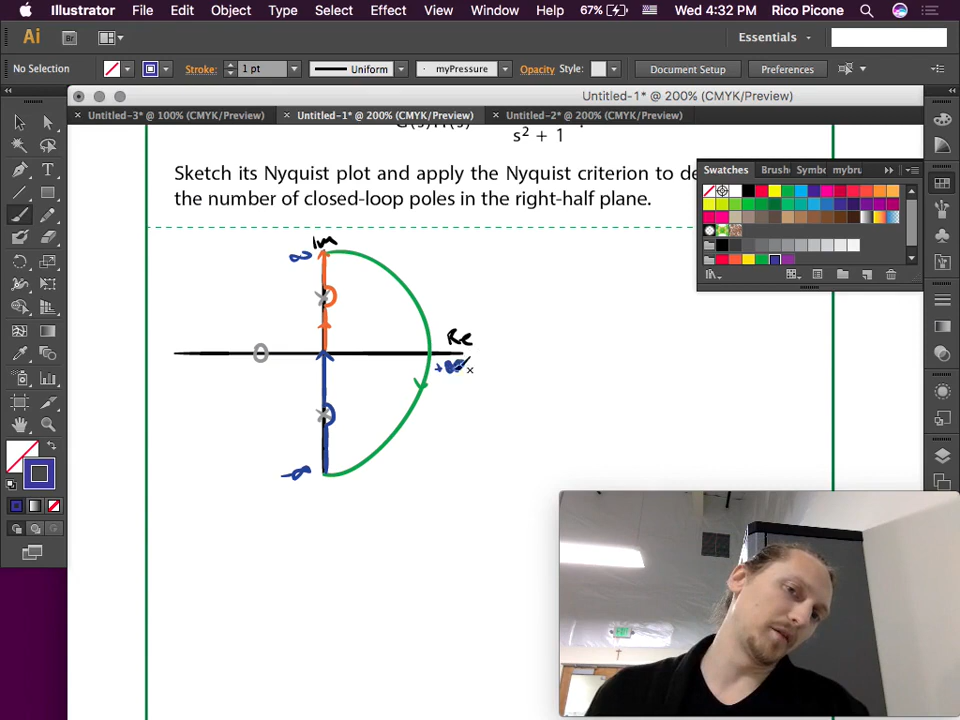 Illustrator File Edit Object Type Select Effect View Window Help 67% Wed 4:32 PM Rico Picone
Ai Br Essentials
No Selection Stroke: 1 pt Uniform myPressure Opacity Style: Document Setup Preferences
Untitled-1* @ 200% (CMYK/Preview)
× Untitled-3* @ 100% (CMYK/Preview) × Untitled-1* @ 200% (CMYK/Preview) × Untitled-2* @ 200% (CMYK/Preview)
s² + 1
Sketch its Nyquist plot and apply the Nyquist criterion to de
the number of closed-loop poles in the right-half plane.
Swatches Brush Symbo mybru
Im
∞
Re
+∞
-∞